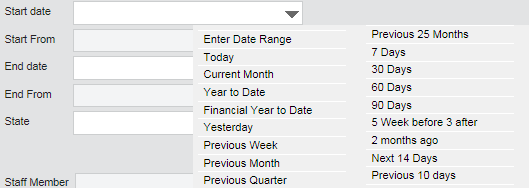 Start date
Start From
End date
End From
State
Staff Member
Enter Date Range
Today
Current Month
Year to Date
Financial Year to Date
Yesterday
Previous Week
Previous Month
Previous Quarter
Previous 25 Months
7 Days
30 Days
60 Days
90 Days
5 Week before 3 after
2 months ago
Next 14 Days
Previous 10 days